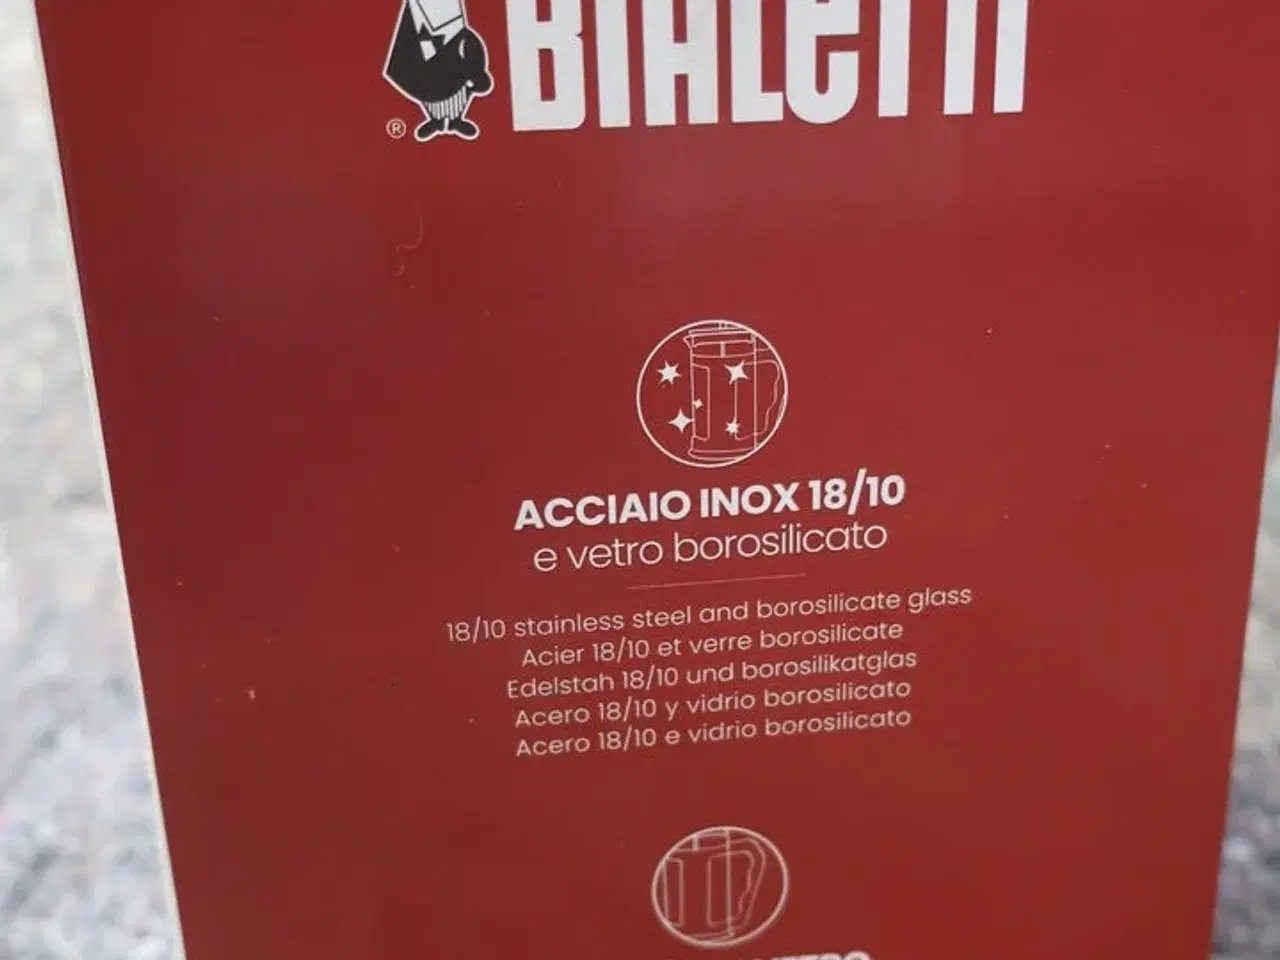 BIALETTI
®
ACCIAIO INOX 18/10
e vetro borosilicato
18/10 stainless steel and borosilicate glass
Acier 18/10 et verre borosilicate
Edelstah 18/10 und borosilikatglas
Acero 18/10 y vidrio borosilicato
Acero 18/10 e vidrio borosilicato